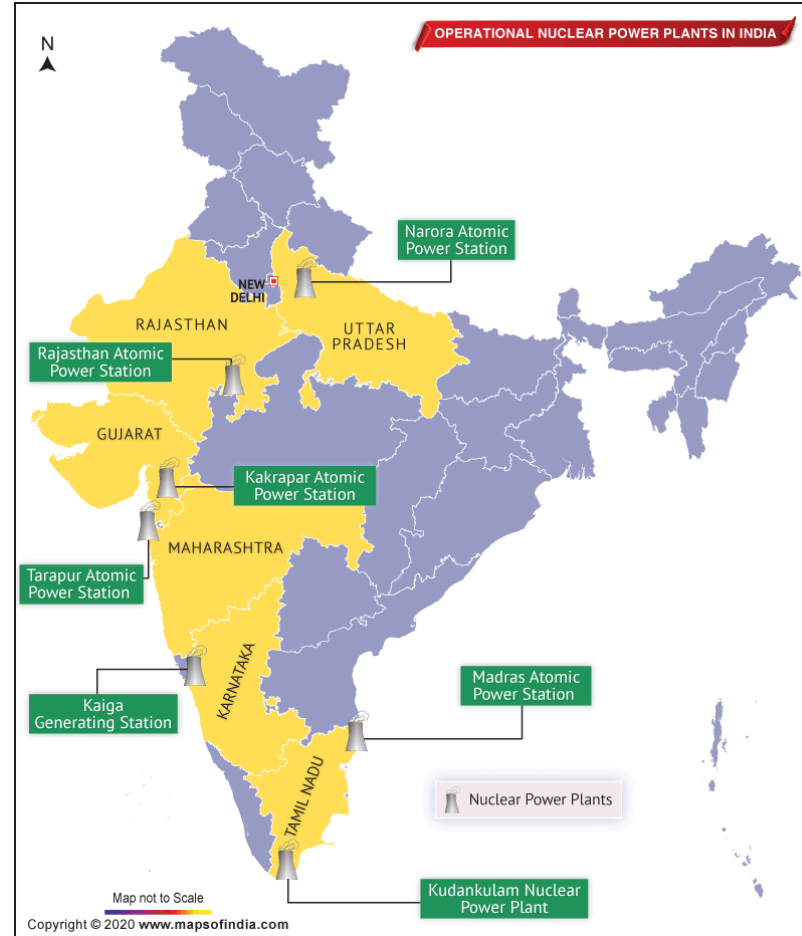 OPERATIONAL NUCLEAR POWER PLANTS IN INDIA
N
Narora Atomic
Power Station
NEW
DELHI
RAJASTHAN
UTTAR
PRADESH
Rajasthan Atomic
Power Station
GUJARAT
Kakrapar Atomic
Power Station
MAHARASHTRA
Tarapur Atomic
Power Station
KARNATAKA
Madras Atomic
Power Station
Kaiga
Generating Station
TAMIL NADU
Nuclear Power Plants
Kudankulam Nuclear
Power Plant
Map not to Scale
Copyright © 2020 www.mapsofindia.com